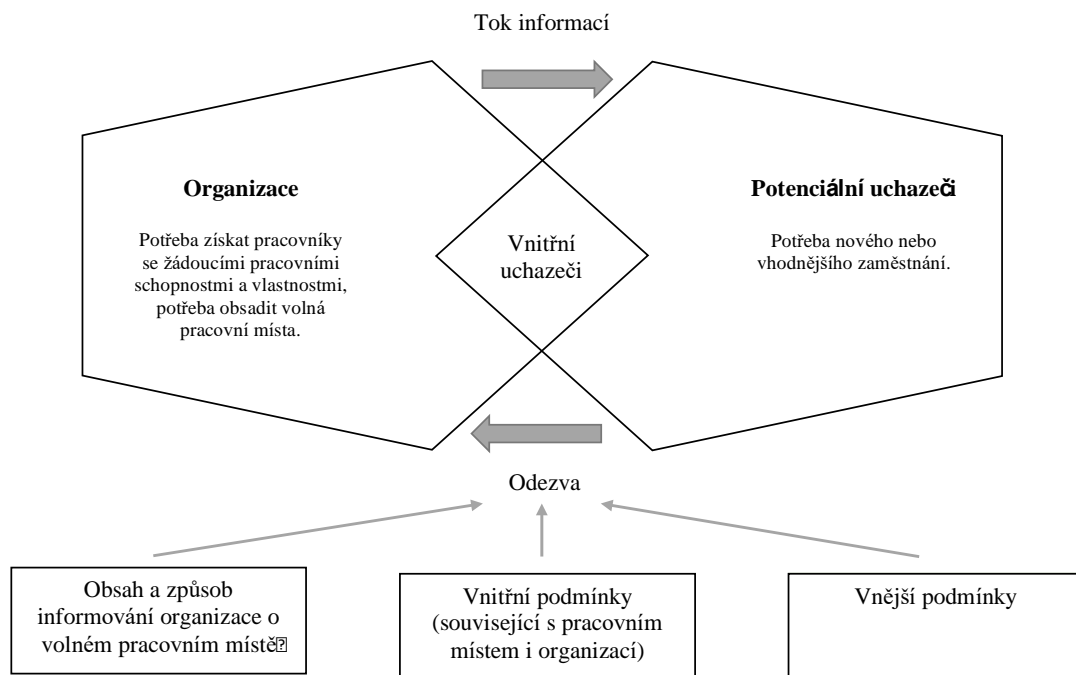 Tok informací
Organizace
Potřeba získat pracovníky
se žádoucími pracovními
schopnostmi a vlastnostmi,
potřeba obsadit volná
pracovní místa.
Vnitřní
uchazeči
Potenciální uchazeči
Potřeba nového nebo
vhodnějšího zaměstnání.
Odezva
Obsah a způsob
informování organizace o
volném pracovním místě
Vnitřní podmínky
(související s pracovním
místem i organizací)
Vnější podmínky